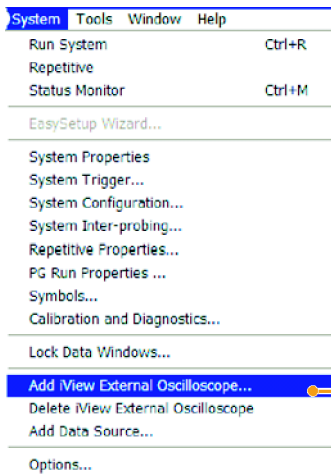 System Tools Window Help
Run System Ctrl+R
Repetitive
Status Monitor Ctrl+M
EasySetup Wizard...
System Properties
System Trigger...
System Configuration...
System Inter-probing...
Repetitive Properties...
PG Run Properties ...
Symbols...
Calibration and Diagnostics...
Lock Data Windows...
Add iView External Oscilloscope...
Delete iView External Oscilloscope
Add Data Source...
Options...